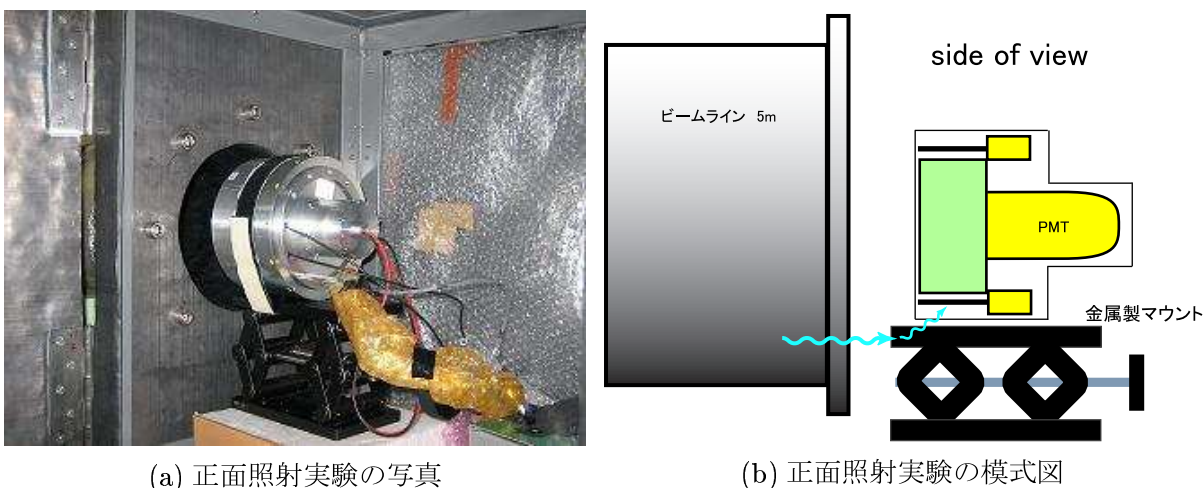 side of view
ビームライン 5m
PMT
金属製マウント
(a) 正面照射実験の写真
(b) 正面照射実験の模式図